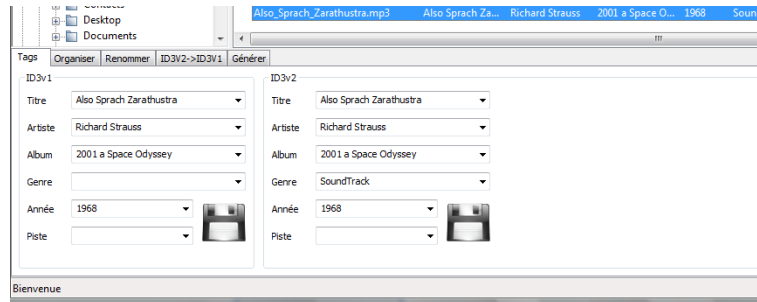 Desktop
Documents
Also_Sprach_Zarathustra.mp3 Also Sprach Za... Richard Strauss 2001 a Space O... 1968 Soun
Tags Organiser Renommer ID3V2->ID3V1 Générer
ID3v1
Titre Also Sprach Zarathustra
Artiste Richard Strauss
Album 2001 a Space Odyssey
Genre
Année 1968
Piste
ID3v2
Titre Also Sprach Zarathustra
Artiste Richard Strauss
Album 2001 a Space Odyssey
Genre SoundTrack
Année 1968
Piste
Bienvenue